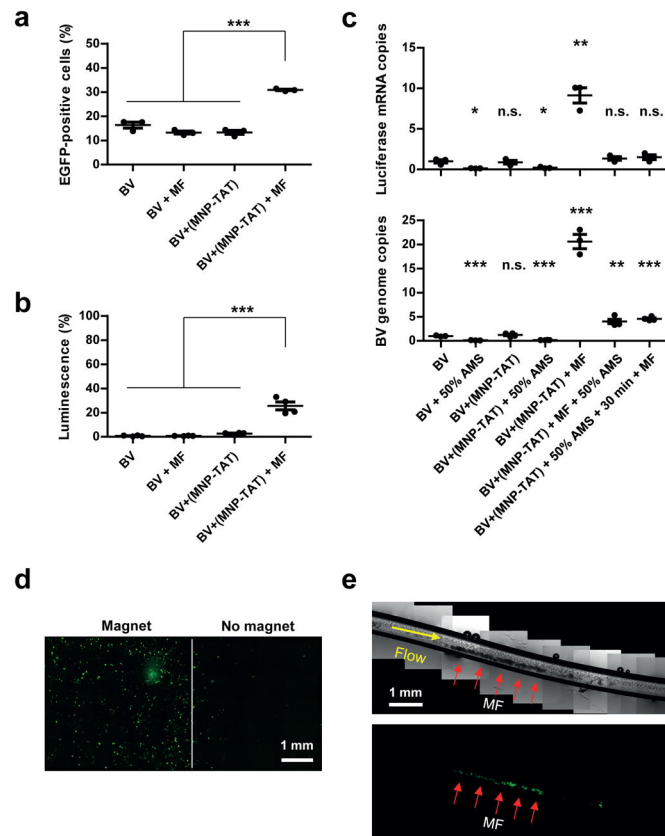 a
EGFP-positive cells (%)
50
40
30
20
10
0
***
BV
BV + MF
BV+(MNP-TAT)
BV+(MNP-TAT) + MF
b
Luminescence (%)
100
80
60
40
20
0
***
BV
BV + MF
BV+(MNP-TAT)
BV+(MNP-TAT) + MF
c
Luciferase mRNA copies
15
10
5
0
* n.s. * ** n.s. n.s.
BV genome copies
25
20
15
10
5
0
*** n.s. *** *** ** ***
BV
BV + 50% AMS
BV+(MNP-TAT)
BV+(MNP-TAT) + 50% AMS
BV+(MNP-TAT) + MF
BV+(MNP-TAT) + MF + 50% AMS
BV+(MNP-TAT) + 50% AMS + 30 min + MF
d
Magnet No magnet
1 mm
e
Flow
1 mm
MF
MF